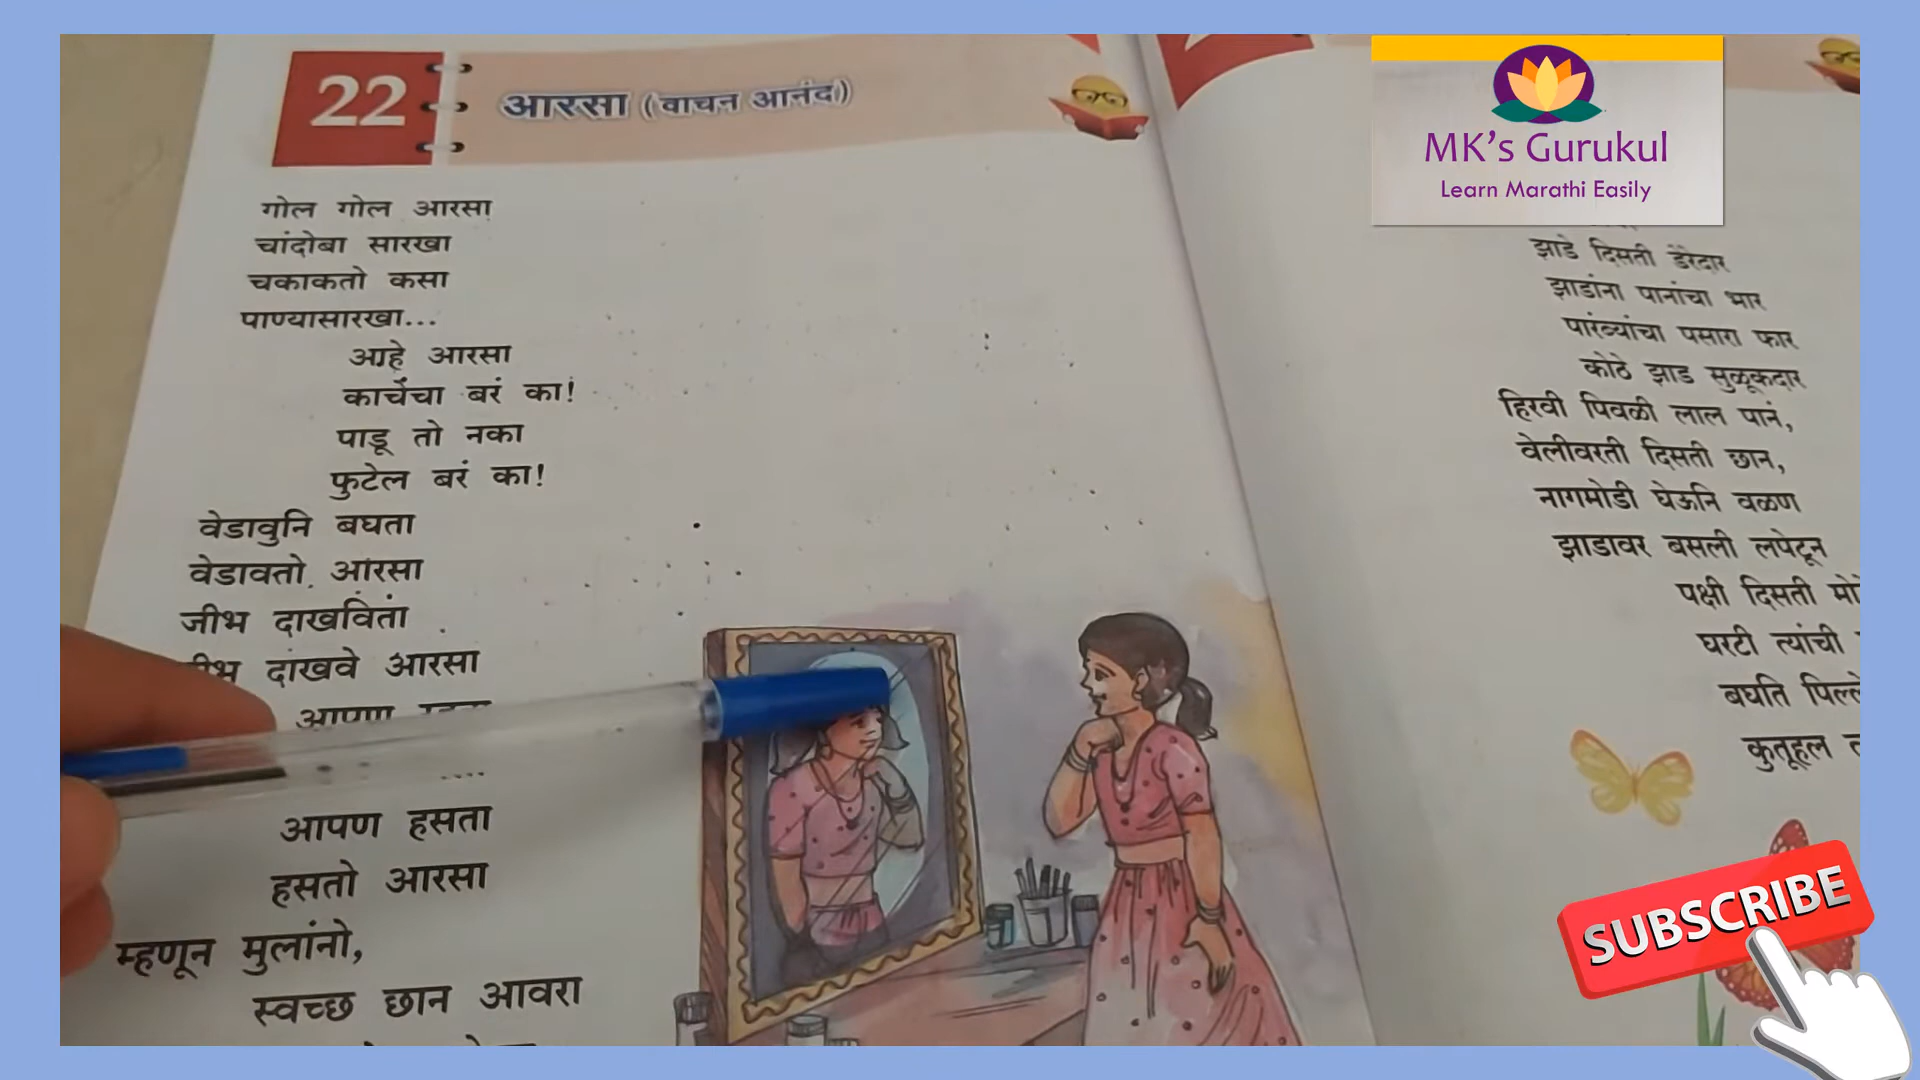 22
आरसा (वाचन आनंद)
गोल गोल आरसा
चांदोबा सारखा
चकाकतो कसा
पाण्यासारखा...
आहे आरसा
काचेचा बरं का!
पाडू तो नका
फुटेल बरं का!
वेडावुनि बघता
वेडावतो आरसा
जीभ दाखविता
दाखवे आरसा
आपण
....
आपण हसता
हसतो आरसा
म्हणून मुलांनो,
स्वच्छ छान आवरा
MK's Gurukul
Learn Marathi Easily
झाडे दिसती डेरेदार
झाडांना पानांचा भार
पारंब्यांचा पसारा फार
कोठे झाड सुळूकदार
हिरवी पिवळी लाल पानं,
वेलीवरती दिसती छान,
नागमोडी घेऊनि वळण
झाडावर बसली लपेटून
पक्षी दिसती
घरटी त्यांची
बघति
कुतूहल
SUBSCRIBE